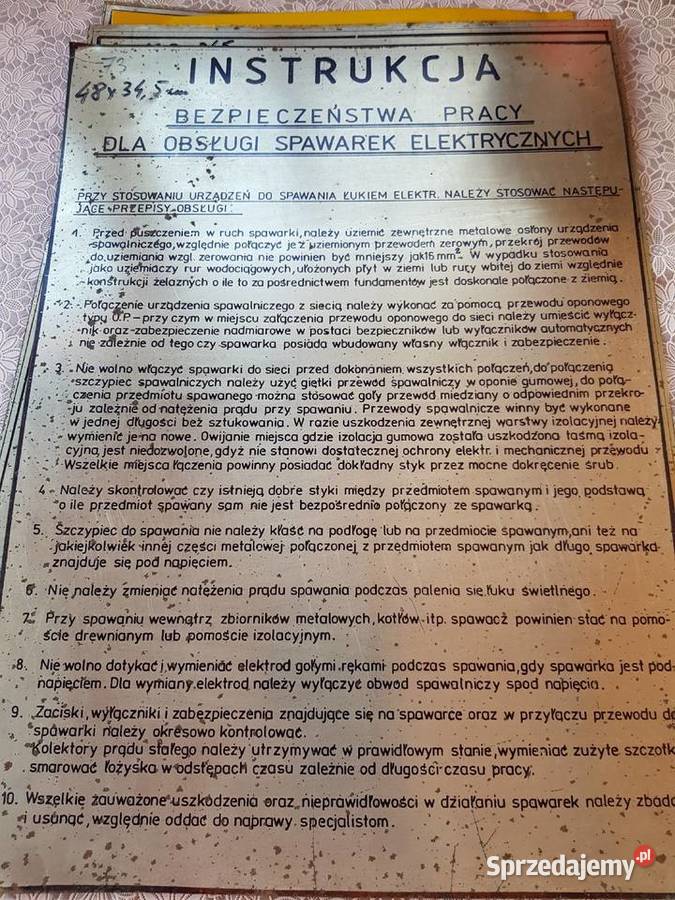 73
48 x 34,5 cm
INSTRUKCJA
BEZPIECZEŃSTWA PRACY
DLA OBSŁUGI SPAWAREK ELEKTRYCZNYCH
PRZY STOSOWANIU URZĄDZEŃ DO SPAWANIA ŁUKIEM ELEKTR. NALEŻY STOSOWAĆ NASTĘPU-
JĄCE PRZEPISY OBSŁUGI:
1. Przed puszczeniem w ruch spawarki, należy uziemić zewnętrzne metalowe osłony urządzenia
spawalniczego, względnie połączyć je z uziemionym przewodem zerowym, przekrój przewodów
do uziemiania wzgl. zerowania nie powinien być mniejszy jak 16 mm². W wypadku stosowania
jako uziemiaczy rur wodociągowych, ułożonych płyt w ziemi lub rury wbitej do ziemi względnie
konstrukcji żelaznych o ile to za pośrednictwem fundamentów jest doskonale połączone z ziemią.
2. Połączenie urządzenia spawalniczego z siecią należy wykonać za pomocą przewodu oponowego
typu O.P. – przy czym w miejscu załączenia przewodu oponowego do sieci należy umieścić wyłącz-
nik oraz zabezpieczenie nadmiarowe w postaci bezpieczników lub wyłączników automatycznych
nie zależnie od tego czy spawarka posiada wbudowany własny włącznik i zabezpieczenie.
3. Nie wolno włączyć spawarki do sieci przed dokonaniem wszystkich połączeń, do połączenia
szczypiec spawalniczych należy użyć giętki przewód spawalniczy w oponie gumowej, do połą-
czenia przedmiotu spawanego można stosować goły przewód miedziany o odpowiednim przekro-
ju zależnie od natężenia prądu przy spawaniu. Przewody spawalnicze winny być wykonane
w jednej długości bez sztukowania. W razie uszkodzenia zewnętrznej warstwy izolacyjnej należy
wymienić je na nowe. Owijanie miejsca gdzie izolacja gumowa została uszkodzona taśmą izola-
cyjną jest niedozwolone, gdyż nie stanowi dostatecznej ochrony elektr. i mechanicznej przewodu
Wszelkie miejsca łączenia powinny posiadać dokładny styk przez mocne dokręcenie śrub.
4. Należy skontrolować czy istnieją dobre styki między przedmiotem spawanym i jego podstawą
o ile przedmiot spawany sam nie jest bezpośrednio połączony ze spawarką.
5. Szczypiec do spawania nie należy kłaść na podłogę lub na przedmiocie spawanym, ani też na
jakiejkolwiek innej części metalowej połączonej z przedmiotem spawanym jak długo spawarka
znajduje się pod napięciem.
6. Nie należy zmieniać natężenia prądu spawania podczas palenia się łuku świetlnego.
7. Przy spawaniu wewnątrz zbiorników metalowych, kotłów itp. spawacz powinien stać na pomo-
ście drewnianym lub pomoście izolacyjnym.
8. Nie wolno dotykać i wymieniać elektrod gołymi rękami podczas spawania, gdy spawarka jest pod
napięciem. Dla wymiany elektrod należy wyłączyć obwód spawalniczy spod napięcia.
9. Zaciski, wyłączniki i zabezpieczenia znajdujące się na spawarce oraz w przyłączu przewodu do
spawarki należy okresowo kontrolować.
Kolektory prądu stałego należy utrzymywać w prawidłowym stanie, wymieniać zużyte szczotk
smarować łożyska w odstępach czasu zależnie od długości czasu pracy.
10. Wszelkie zauważone uszkodzenia oraz nieprawidłowości w działaniu spawarek należy zbada
i usunąć, względnie oddać do naprawy specjalistom.
Sprzedajemy.pl